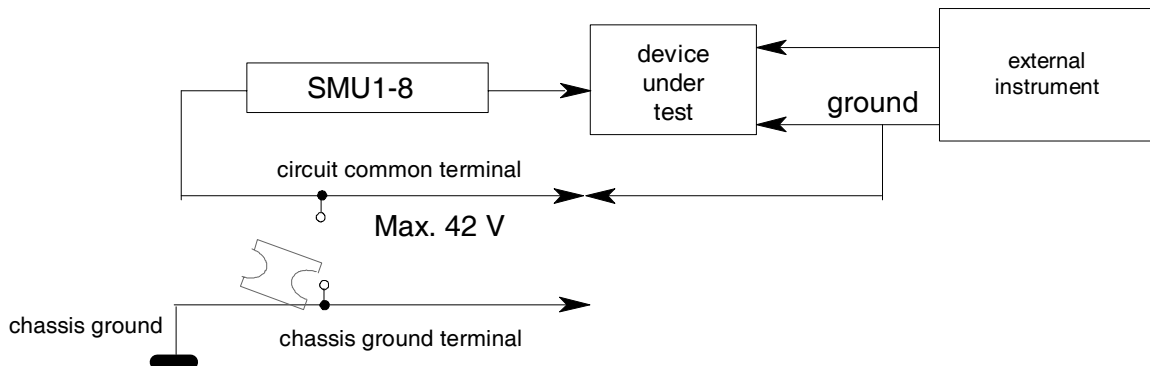 device
under
test
external
instrument
SMU1-8
ground
circuit common terminal
Max. 42 V
chassis ground
chassis ground terminal